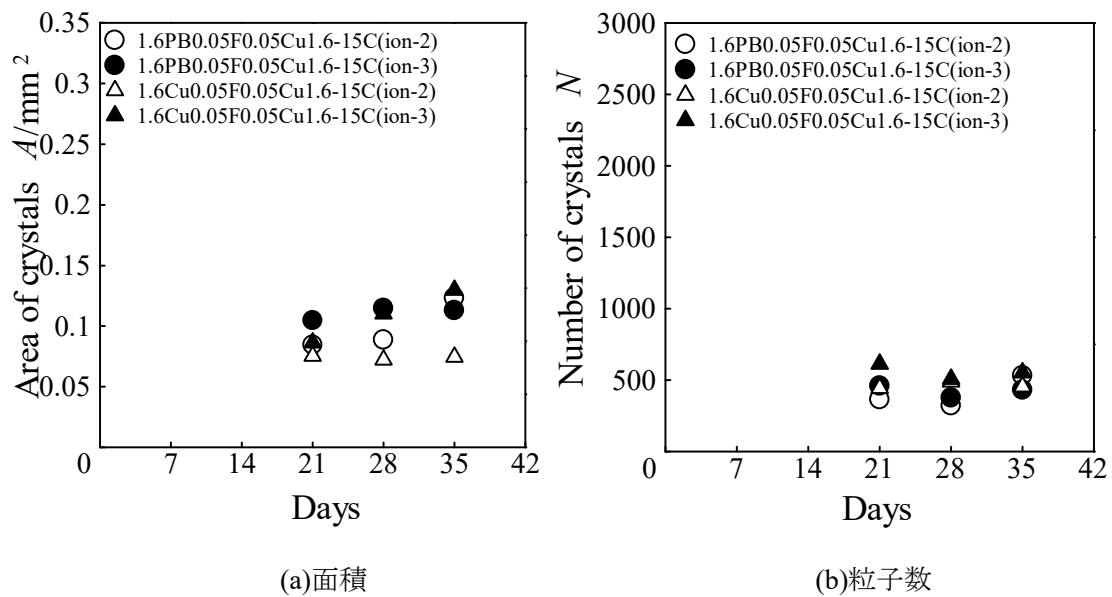 0.35
0.3
0.25
0.2
0.15
0.1
0.05
0
7 14 21 28 35 42
Days
Area of crystals A/mm²
1.6PB0.05F0.05Cu1.6-15C(ion-2)
1.6PB0.05F0.05Cu1.6-15C(ion-3)
1.6Cu0.05F0.05Cu1.6-15C(ion-2)
1.6Cu0.05F0.05Cu1.6-15C(ion-3)
(a)面積
3000
2500
2000
1500
1000
500
0
7 14 21 28 35 42
Days
Number of crystals N
1.6PB0.05F0.05Cu1.6-15C(ion-2)
1.6PB0.05F0.05Cu1.6-15C(ion-3)
1.6Cu0.05F0.05Cu1.6-15C(ion-2)
1.6Cu0.05F0.05Cu1.6-15C(ion-3)
(b)粒子数